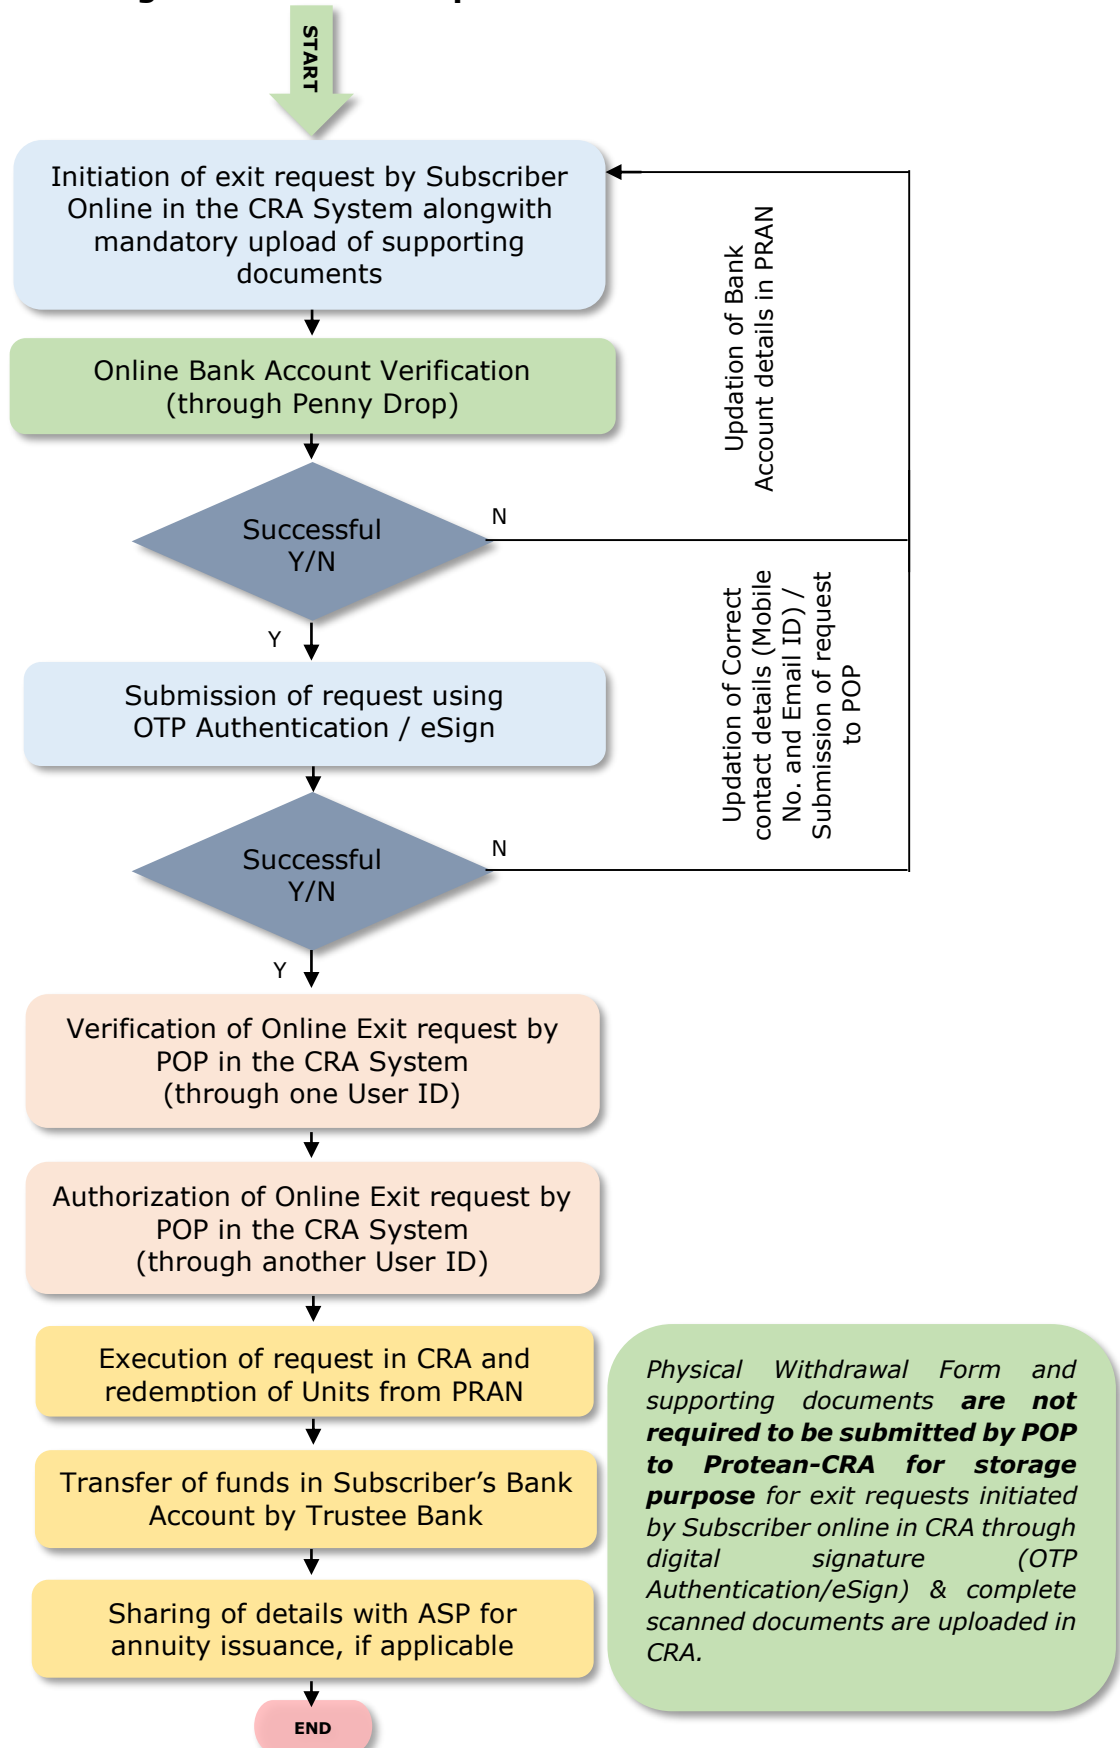 START
Initiation of exit request by Subscriber
Online in the CRA System alongwith
mandatory upload of supporting
documents
Updation of Bank
Account details in PRAN
Online Bank Account Verification
(through Penny Drop)
Successful
Y/N
N
Y
Updation of Correct
contact details (Mobile
No. and Email ID) /
Submission of request
to POP
Submission of request using
OTP Authentication / eSign
Successful
Y/N
N
Y
Verification of Online Exit request by
POP in the CRA System
(through one User ID)
Authorization of Online Exit request by
POP in the CRA System
(through another User ID)
Execution of request in CRA and
redemption of Units from PRAN
Transfer of funds in Subscriber’s Bank
Account by Trustee Bank
Sharing of details with ASP for
annuity issuance, if applicable
END
Physical Withdrawal Form and
supporting documents are not
required to be submitted by POP
to Protean-CRA for storage
purpose for exit requests initiated
by Subscriber online in CRA through
digital signature (OTP
Authentication/eSign) & complete
scanned documents are uploaded in
CRA.